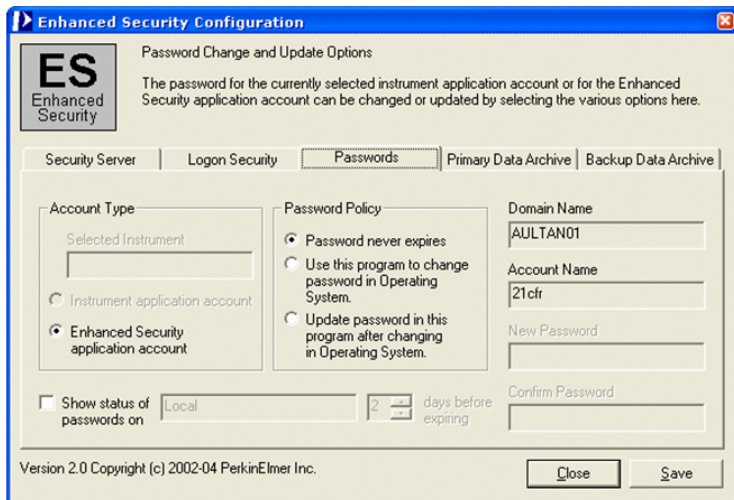 Enhanced Security Configuration
ES
Enhanced
Security
Password Change and Update Options
The password for the currently selected instrument application account or for the Enhanced
Security application account can be changed or updated by selecting the various options here.
Security Server
Logon Security
Passwords
Primary Data Archive
Backup Data Archive
Account Type
Selected Instrument
Instrument application account
Enhanced Security
application account
Password Policy
Password never expires
Use this program to change
password in Operating
System.
Update password in this
program after changing
in Operating System.
Domain Name
AULTAN01
Account Name
21cfr
New Password
Confirm Password
Show status of
passwords on
Local
2
days before
expiring
Version 2.0 Copyright (c) 2002-04 PerkinElmer Inc.
Close
Save